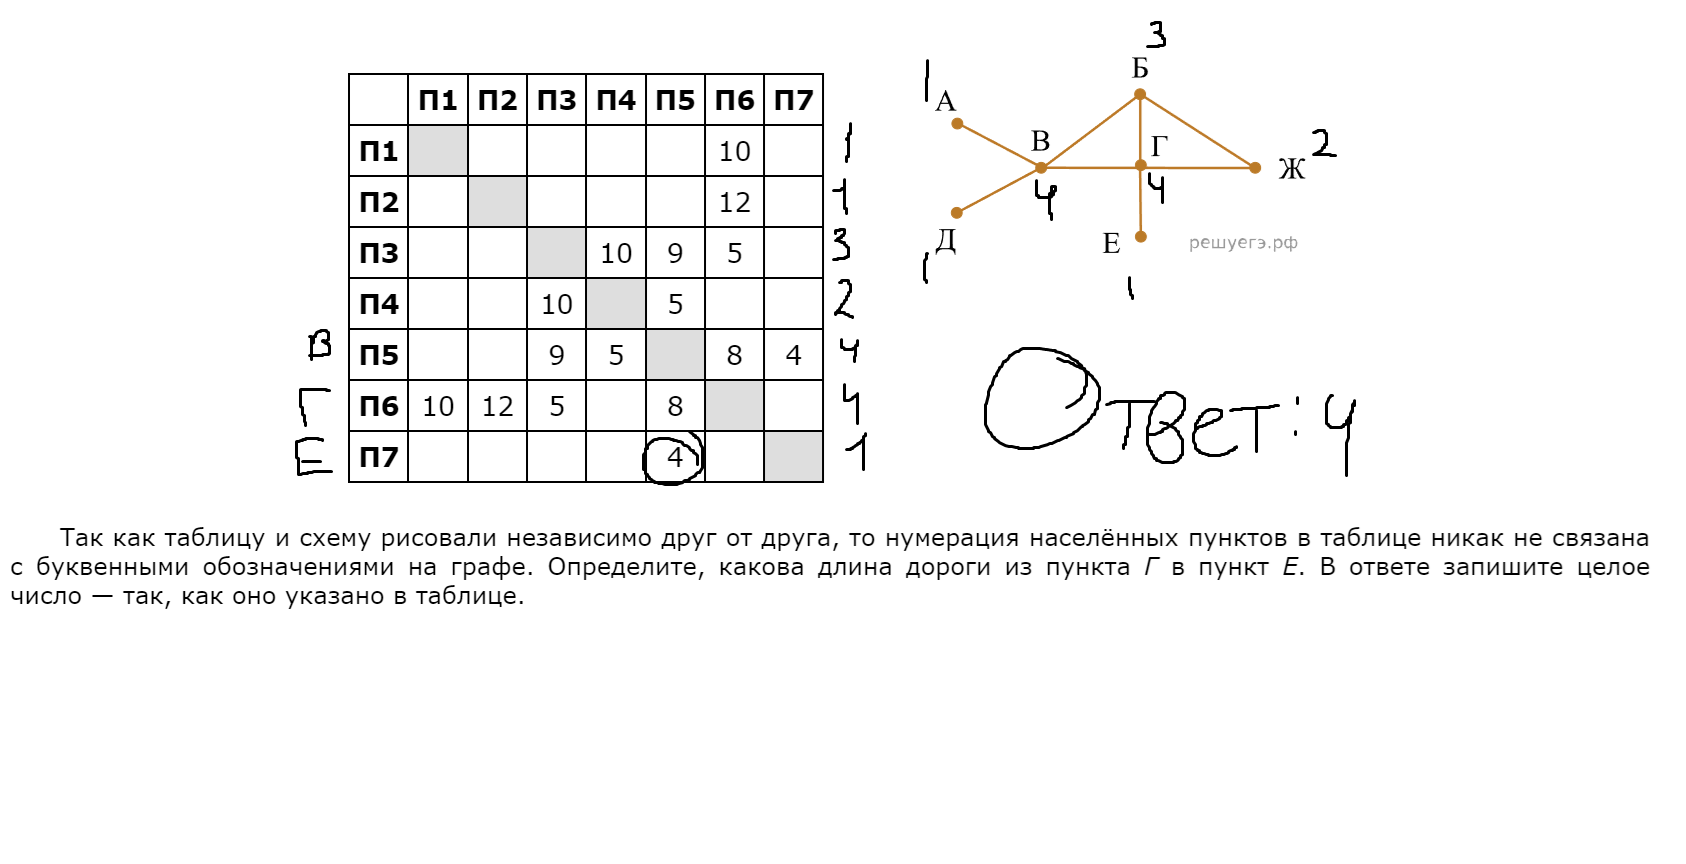 3
Б
1
А
П1 П2 П3 П4 П5 П6 П7
П1 10 1
В Г Ж 2
П2 12 1
4 4
Д Е решуегэ.рф
П3 10 9 5 3
1 1
П4 10 5 2
В П5 9 5 8 4 4
Г П6 10 12 5 8 4
Ответ: 4
Е П7 4 1
Так как таблицу и схему рисовали независимо друг от друга, то нумерация населённых пунктов в таблице никак не связана
с буквенными обозначениями на графе. Определите, какова длина дороги из пункта Г в пункт Е. В ответе запишите целое
число — так, как оно указано в таблице.